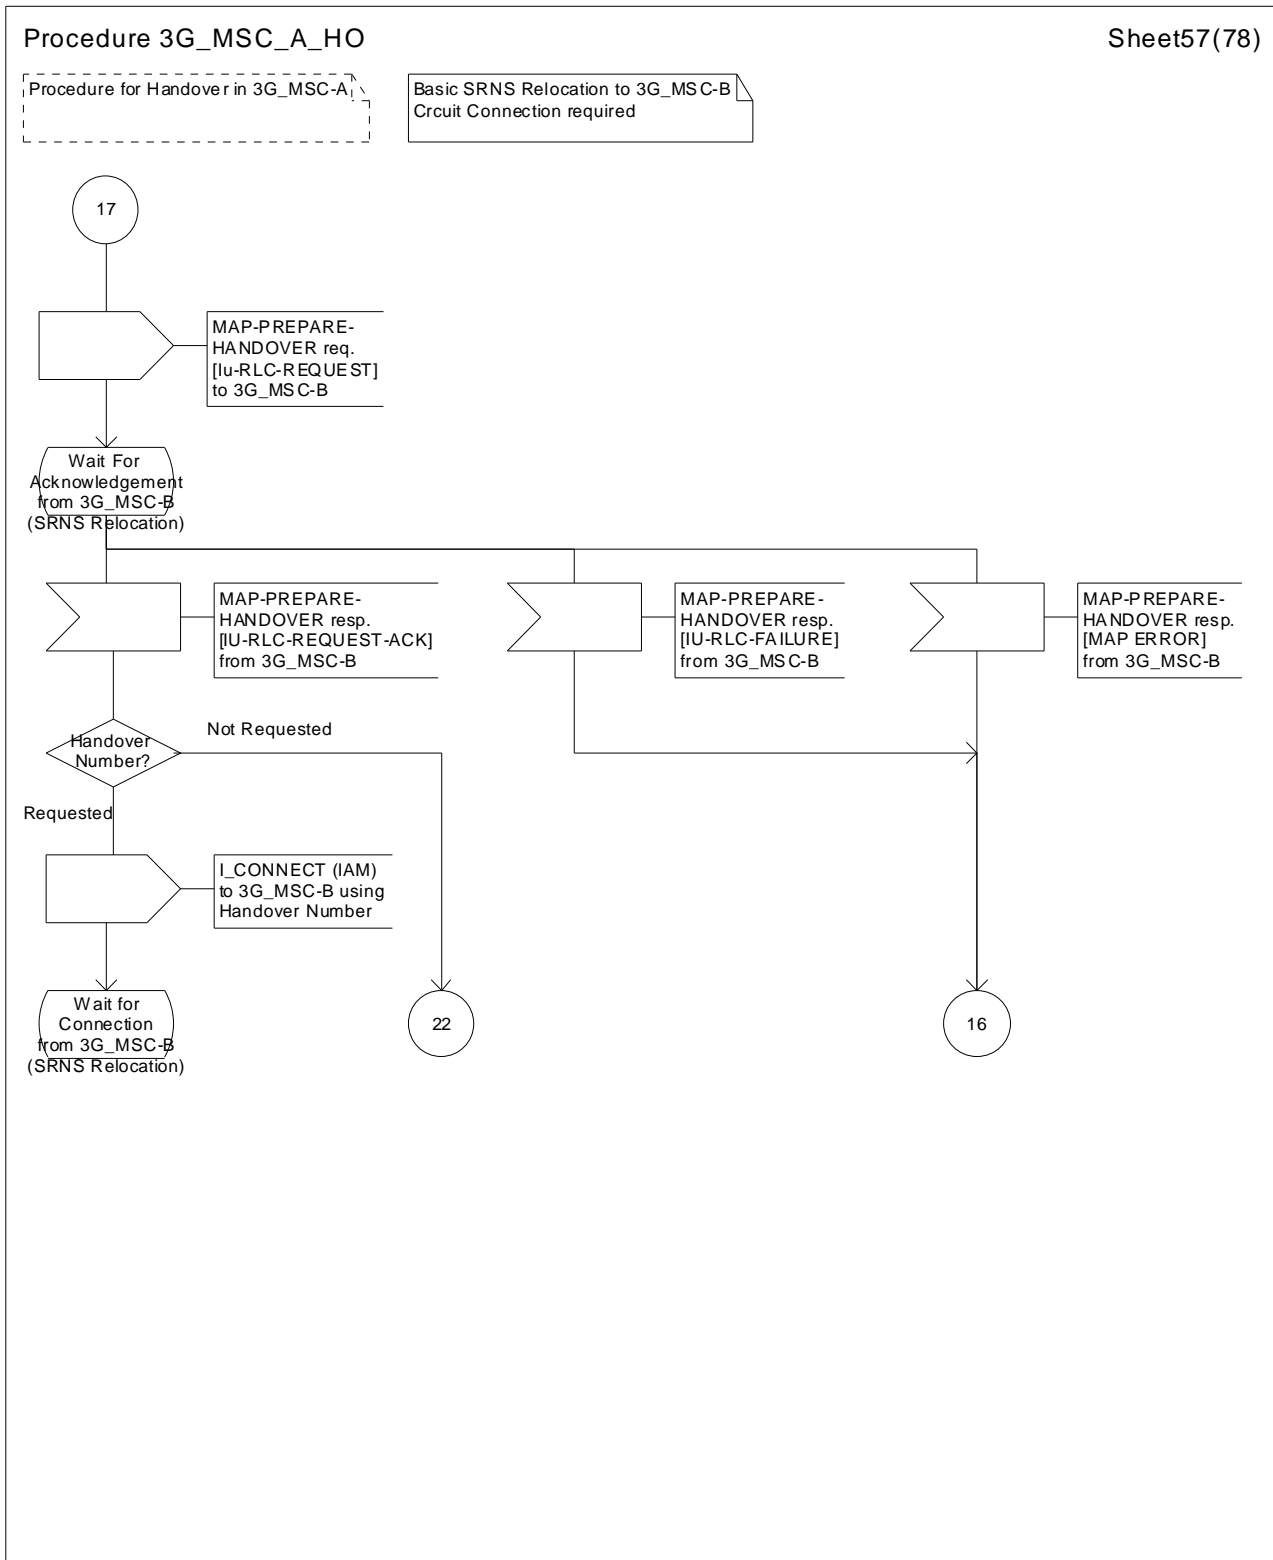 Procedure 3G_MSC_A_HO
Sheet57(78)
Procedure for Handover in 3G_MSC-A
Basic SRNS Relocation to 3G_MSC-B
Crcuit Connection required
17
MAP-PREPARE-
HANDOVER req.
[Iu-RLC-REQUEST]
to 3G_MSC-B
Wait For
Acknowledgement
from 3G_MSC-B
(SRNS Relocation)
MAP-PREPARE-
HANDOVER resp.
[IU-RLC-REQUEST-ACK]
from 3G_MSC-B
MAP-PREPARE-
HANDOVER resp.
[IU-RLC-FAILURE]
from 3G_MSC-B
MAP-PREPARE-
HANDOVER resp.
[MAP ERROR]
from 3G_MSC-B
Handover
Number?
Not Requested
Requested
I_CONNECT (IAM)
to 3G_MSC-B using
Handover Number
Wait for
Connection
from 3G_MSC-B
(SRNS Relocation)
22
16